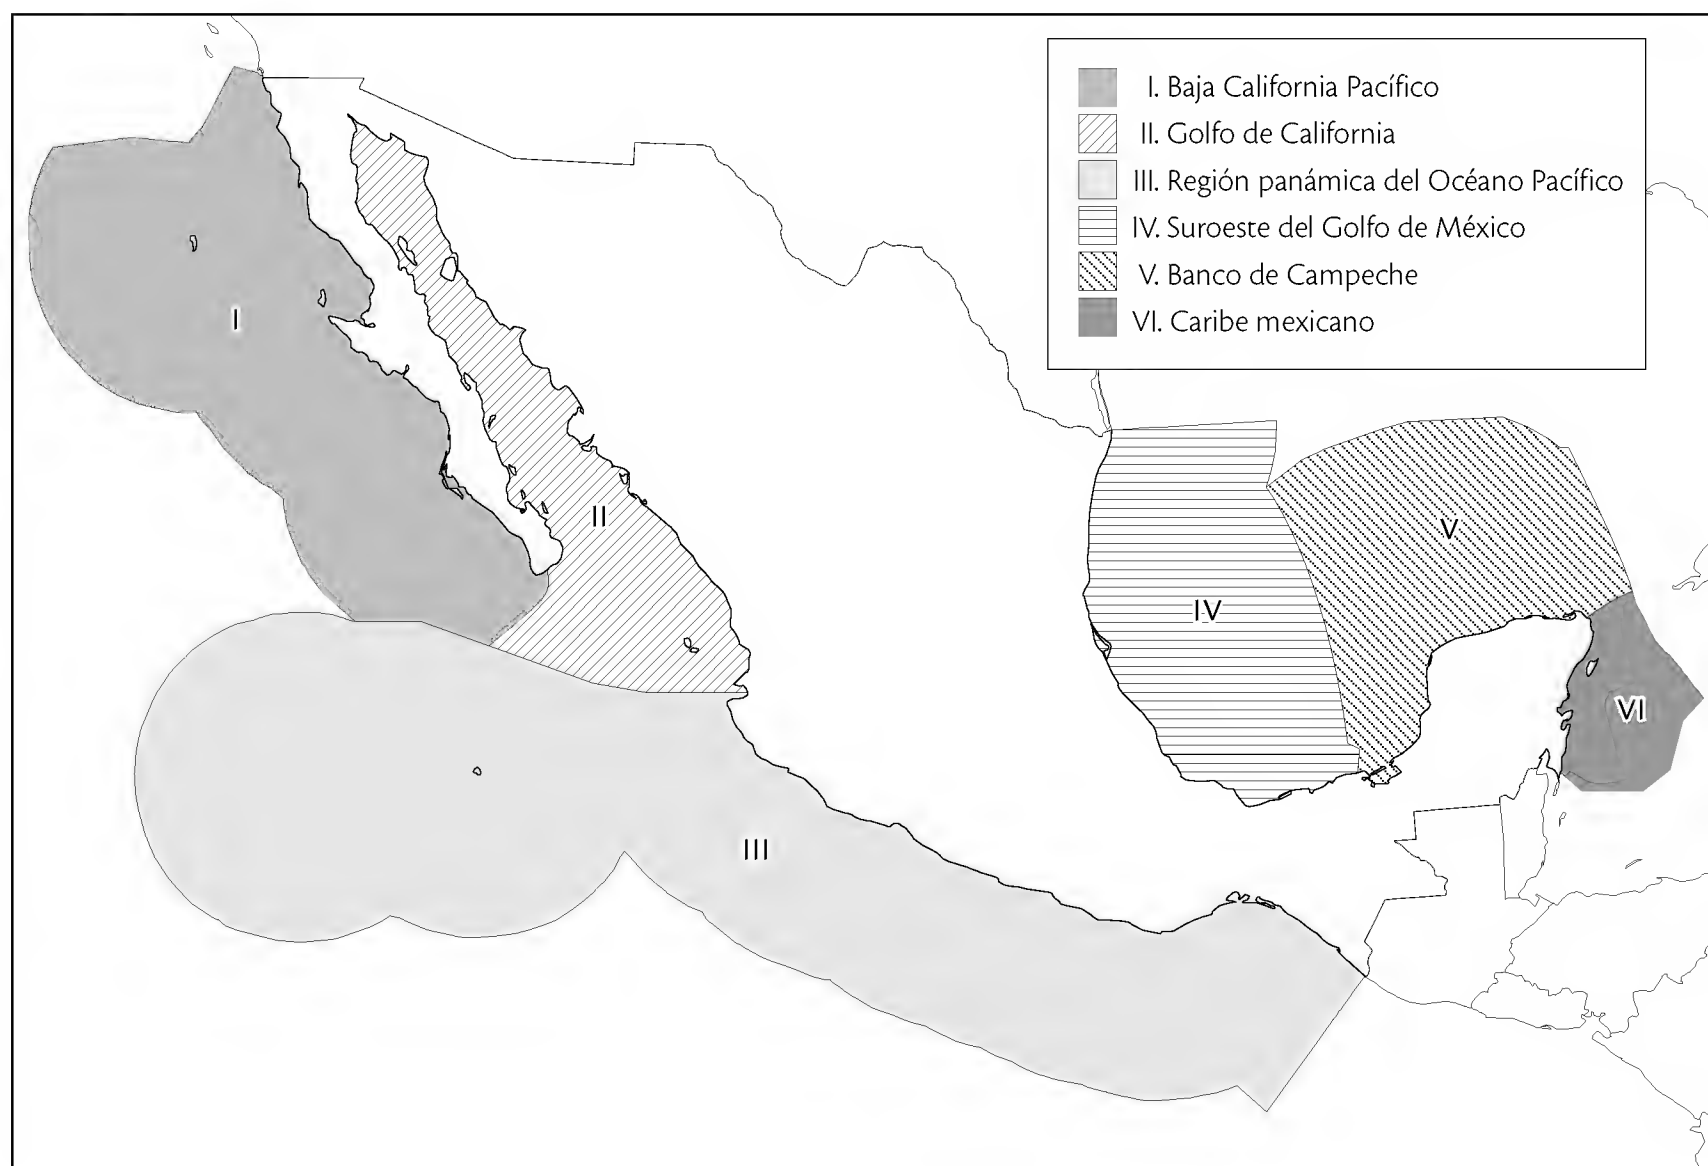 I. Baja California Pacífico
II. Golfo de California
III. Región panámica del Océano Pacífico
IV. Suroeste del Golfo de México
V. Banco de Campeche
VI. Caribe mexicano
I
II
V
IV
VI
III